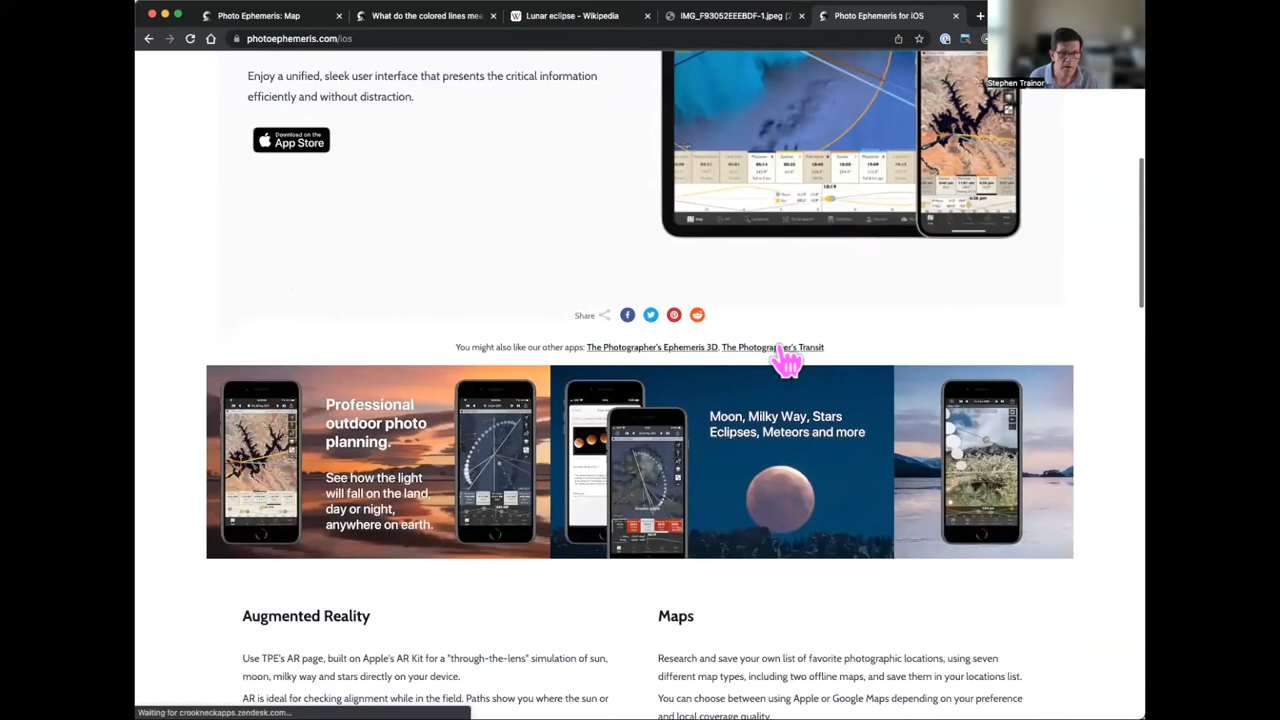 Photo Ephemeris: Map
What do the colored lines mea
Lunar eclipse - Wikipedia
IMG_F93052EEEBDF-1.jpeg (
Photo Ephemeris for iOS
photoephemeris.com/ios
Stephen Trainor
Enjoy a unified, sleek user interface that presents the critical information
efficiently and without distraction.
Download on the
App Store
Share
You might also like our other apps: The Photographer's Ephemeris 3D, The Photographer's Transit
Professional
outdoor photo
planning.
See how the light
will fall on the land,
day or night,
anywhere on earth.
Moon, Milky Way, Stars
Eclipses, Meteors and more
Augmented Reality
Use TPE's AR page, built on Apple's AR Kit for a "through-the-lens" simulation of sun,
moon, milky way and stars directly on your device.
AR is ideal for checking alignment while in the field. Paths show you where the sun or
Maps
Research and save your own list of favorite photographic locations, using seven
different map types, including two offline maps, and save them in your locations list.
You can choose between using Apple or Google Maps depending on your preference
and local coverage quality.
Waiting for crookneckapps.zendesk.com...